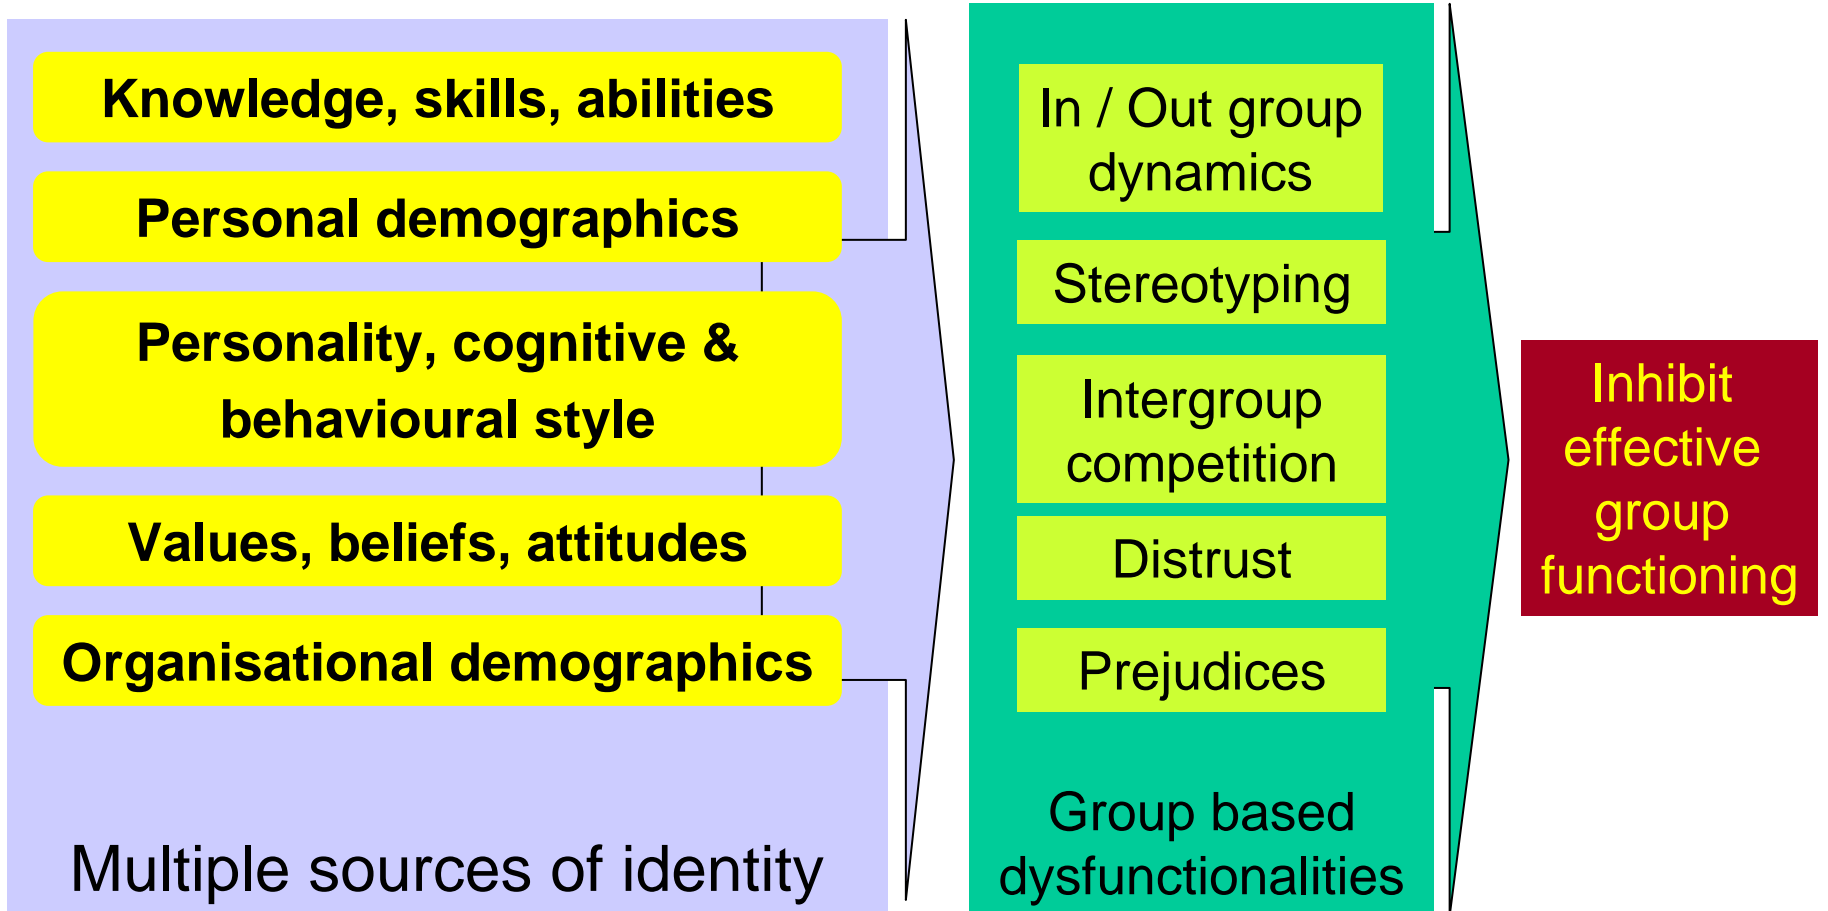 Knowledge, skills, abilities
Personal demographics
Personality, cognitive &
behavioural style
Values, beliefs, attitudes
Organisational demographics
Multiple sources of identity
In / Out group
dynamics
Stereotyping
Intergroup
competition
Distrust
Prejudices
Group based
dysfunctionalities
Inhibit
effective
group
functioning